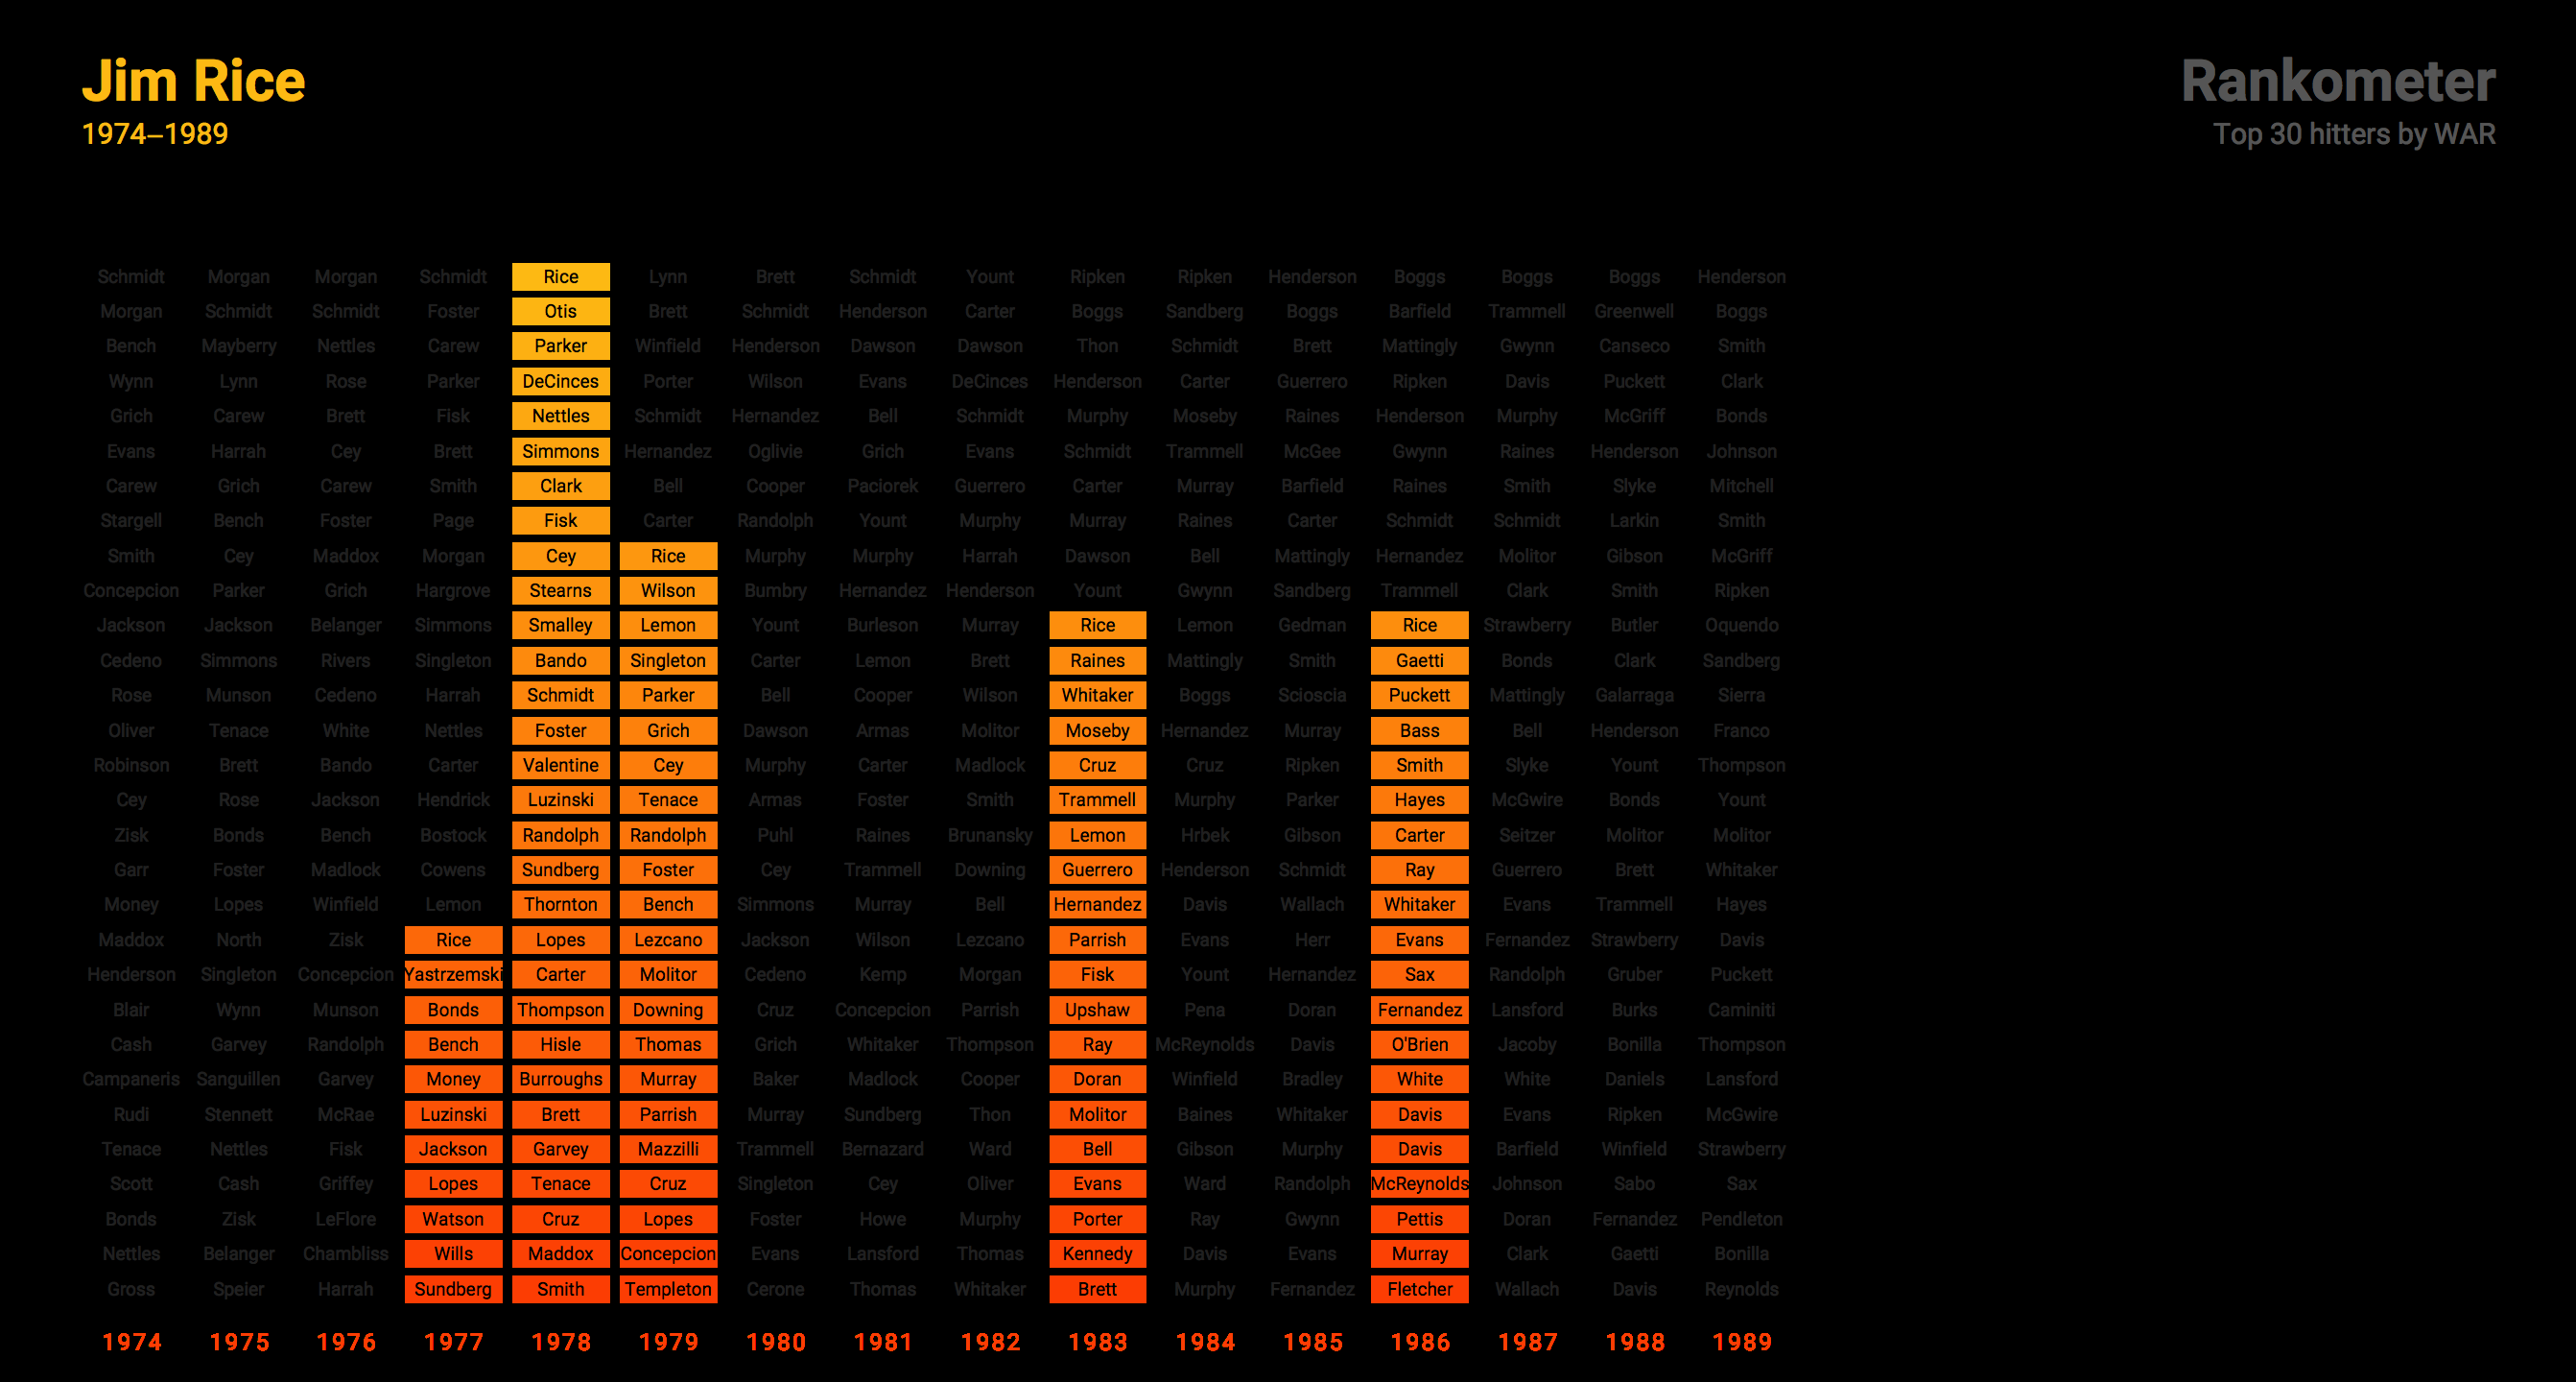 Jim Rice
1974–1989
Rankometer
Top 30 hitters by WAR
Schmidt Morgan Morgan Schmidt Rice Lynn Brett Schmidt Yount Ripken Ripken Henderson Boggs Boggs Boggs Henderson
Morgan Schmidt Schmidt Foster Otis Brett Schmidt Henderson Carter Boggs Sandberg Boggs Barfield Trammell Greenwell Boggs
Bench Mayberry Nettles Carew Parker Winfield Henderson Dawson Dawson Thon Schmidt Brett Mattingly Gwynn Canseco Smith
Wynn Lynn Rose Parker DeCinces Porter Wilson Evans DeCinces Henderson Carter Guerrero Ripken Davis Puckett Clark
Grich Carew Brett Fisk Nettles Schmidt Hernandez Bell Schmidt Murphy Moseby Raines Henderson Murphy McGriff Bonds
Evans Harrah Cey Brett Simmons Hernandez Oglivie Grich Evans Schmidt Trammell McGee Gwynn Raines Henderson Johnson
Carew Grich Carew Smith Clark Bell Cooper Paciorek Guerrero Carter Murray Barfield Raines Smith Slyke Mitchell
Stargell Bench Foster Page Fisk Carter Randolph Yount Murphy Murray Raines Carter Schmidt Schmidt Larkin Smith
Smith Cey Maddox Morgan Cey Rice Murphy Murphy Harrah Dawson Bell Mattingly Hernandez Molitor Gibson McGriff
Concepcion Parker Grich Hargrove Stearns Wilson Bumbry Hernandez Henderson Yount Gwynn Sandberg Trammell Clark Smith Ripken
Jackson Jackson Belanger Simmons Smalley Lemon Yount Burleson Murray Rice Lemon Gedman Rice Strawberry Butler Oquendo
Cedeno Simmons Rivers Singleton Bando Singleton Carter Lemon Brett Raines Mattingly Smith Gaetti Bonds Clark Sandberg
Rose Munson Cedeno Harrah Schmidt Parker Bell Cooper Wilson Whitaker Boggs Scioscia Puckett Mattingly Galarraga Sierra
Oliver Tenace White Nettles Foster Grich Dawson Armas Molitor Moseby Hernandez Murray Bass Bell Henderson Franco
Robinson Brett Bando Carter Valentine Cey Murphy Carter Madlock Cruz Cruz Ripken Smith Slyke Yount Thompson
Cey Rose Jackson Hendrick Luzinski Tenace Armas Foster Smith Trammell Murphy Parker Hayes McGwire Bonds Yount
Zisk Bonds Bench Bostock Randolph Randolph Puhl Raines Brunansky Lemon Hrbek Gibson Carter Seitzer Molitor Molitor
Garr Foster Madlock Cowens Sundberg Foster Cey Trammell Downing Guerrero Henderson Schmidt Ray Guerrero Brett Whitaker
Money Lopes Winfield Lemon Thornton Bench Simmons Murray Bell Hernandez Davis Wallach Whitaker Evans Trammell Hayes
Maddox North Zisk Rice Lopes Lezcano Jackson Wilson Lezcano Parrish Evans Herr Evans Fernandez Strawberry Davis
Henderson Singleton Concepcion Yastrzemski Carter Molitor Cedeno Kemp Morgan Fisk Yount Hernandez Sax Randolph Gruber Puckett
Blair Wynn Munson Bonds Thompson Downing Cruz Concepcion Parrish Upshaw Pena Doran Fernandez Lansford Burks Caminiti
Cash Garvey Randolph Bench Hisle Thomas Grich Whitaker Thompson Ray McReynolds Davis O'Brien Jacoby Bonilla Thompson
Campaneris Sanguillen Garvey Money Burroughs Murray Baker Madlock Cooper Doran Winfield Bradley White White Daniels Lansford
Rudi Stennett McRae Luzinski Brett Parrish Murray Sundberg Thon Molitor Baines Whitaker Davis Evans Ripken McGwire
Tenace Nettles Fisk Jackson Garvey Mazzilli Trammell Bernazard Ward Bell Gibson Murphy Davis Barfield Winfield Strawberry
Scott Cash Griffey Lopes Tenace Cruz Singleton Cey Oliver Evans Ward Randolph McReynolds Johnson Sabo Sax
Bonds Zisk LeFlore Watson Cruz Lopes Foster Howe Murphy Porter Ray Gwynn Pettis Doran Fernandez Pendleton
Nettles Belanger Chambliss Wills Maddox Concepcion Evans Lansford Thomas Kennedy Davis Evans Murray Clark Gaetti Bonilla
Gross Speier Harrah Sundberg Smith Templeton Cerone Thomas Whitaker Brett Murphy Fernandez Fletcher Wallach Davis Reynolds
1974 1975 1976 1977 1978 1979 1980 1981 1982 1983 1984 1985 1986 1987 1988 1989